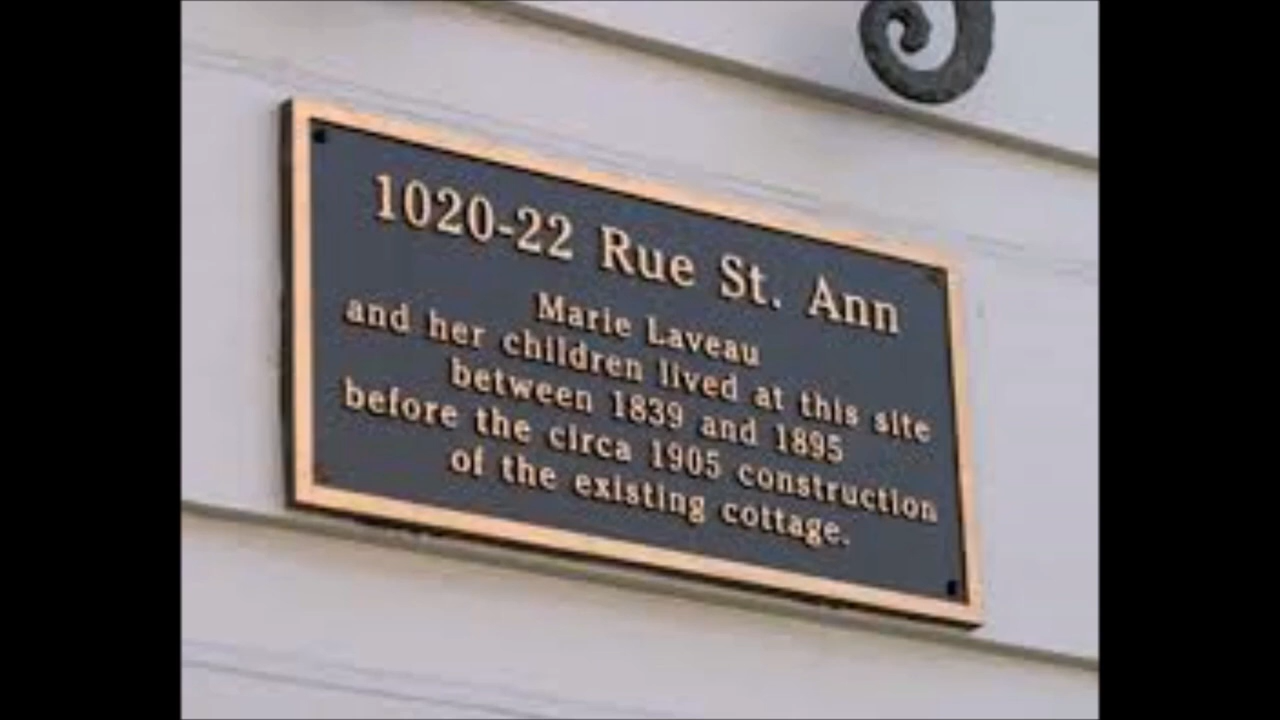 1020-22 Rue St. Ann
Marie Laveau
and her children lived at this site
between 1839 and 1895
before the circa 1905 construction
of the existing cottage.